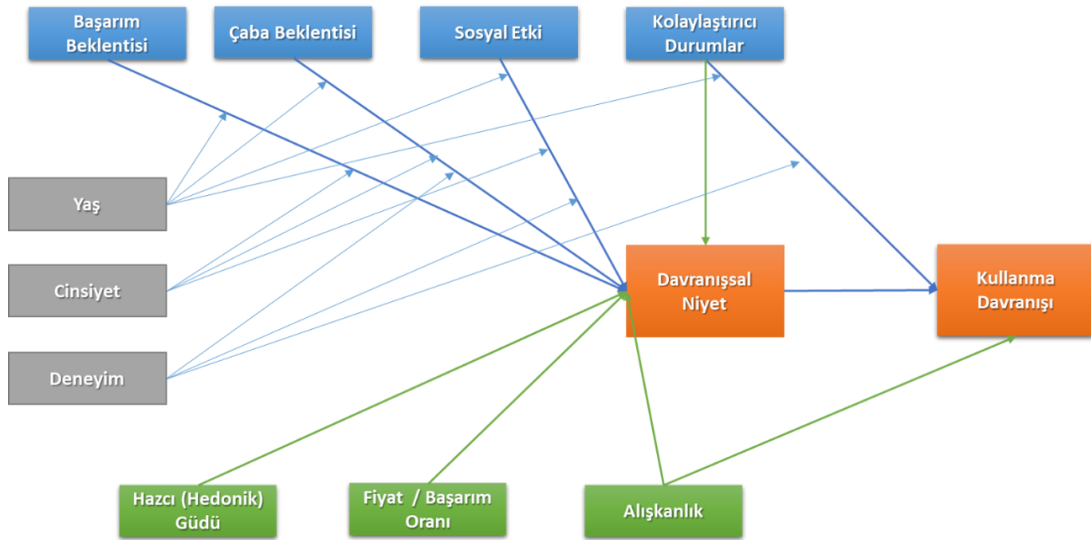 Başarım
Beklentisi
Çaba Beklentisi
Sosyal Etki
Kolaylaştırıcı
Durumlar
Yaş
Cinsiyet
Deneyim
Davranışsal
Niyet
Kullanma
Davranışı
Hazcı (Hedonik)
Güdü
Fiyat / Başarım
Oranı
Alışkanlık